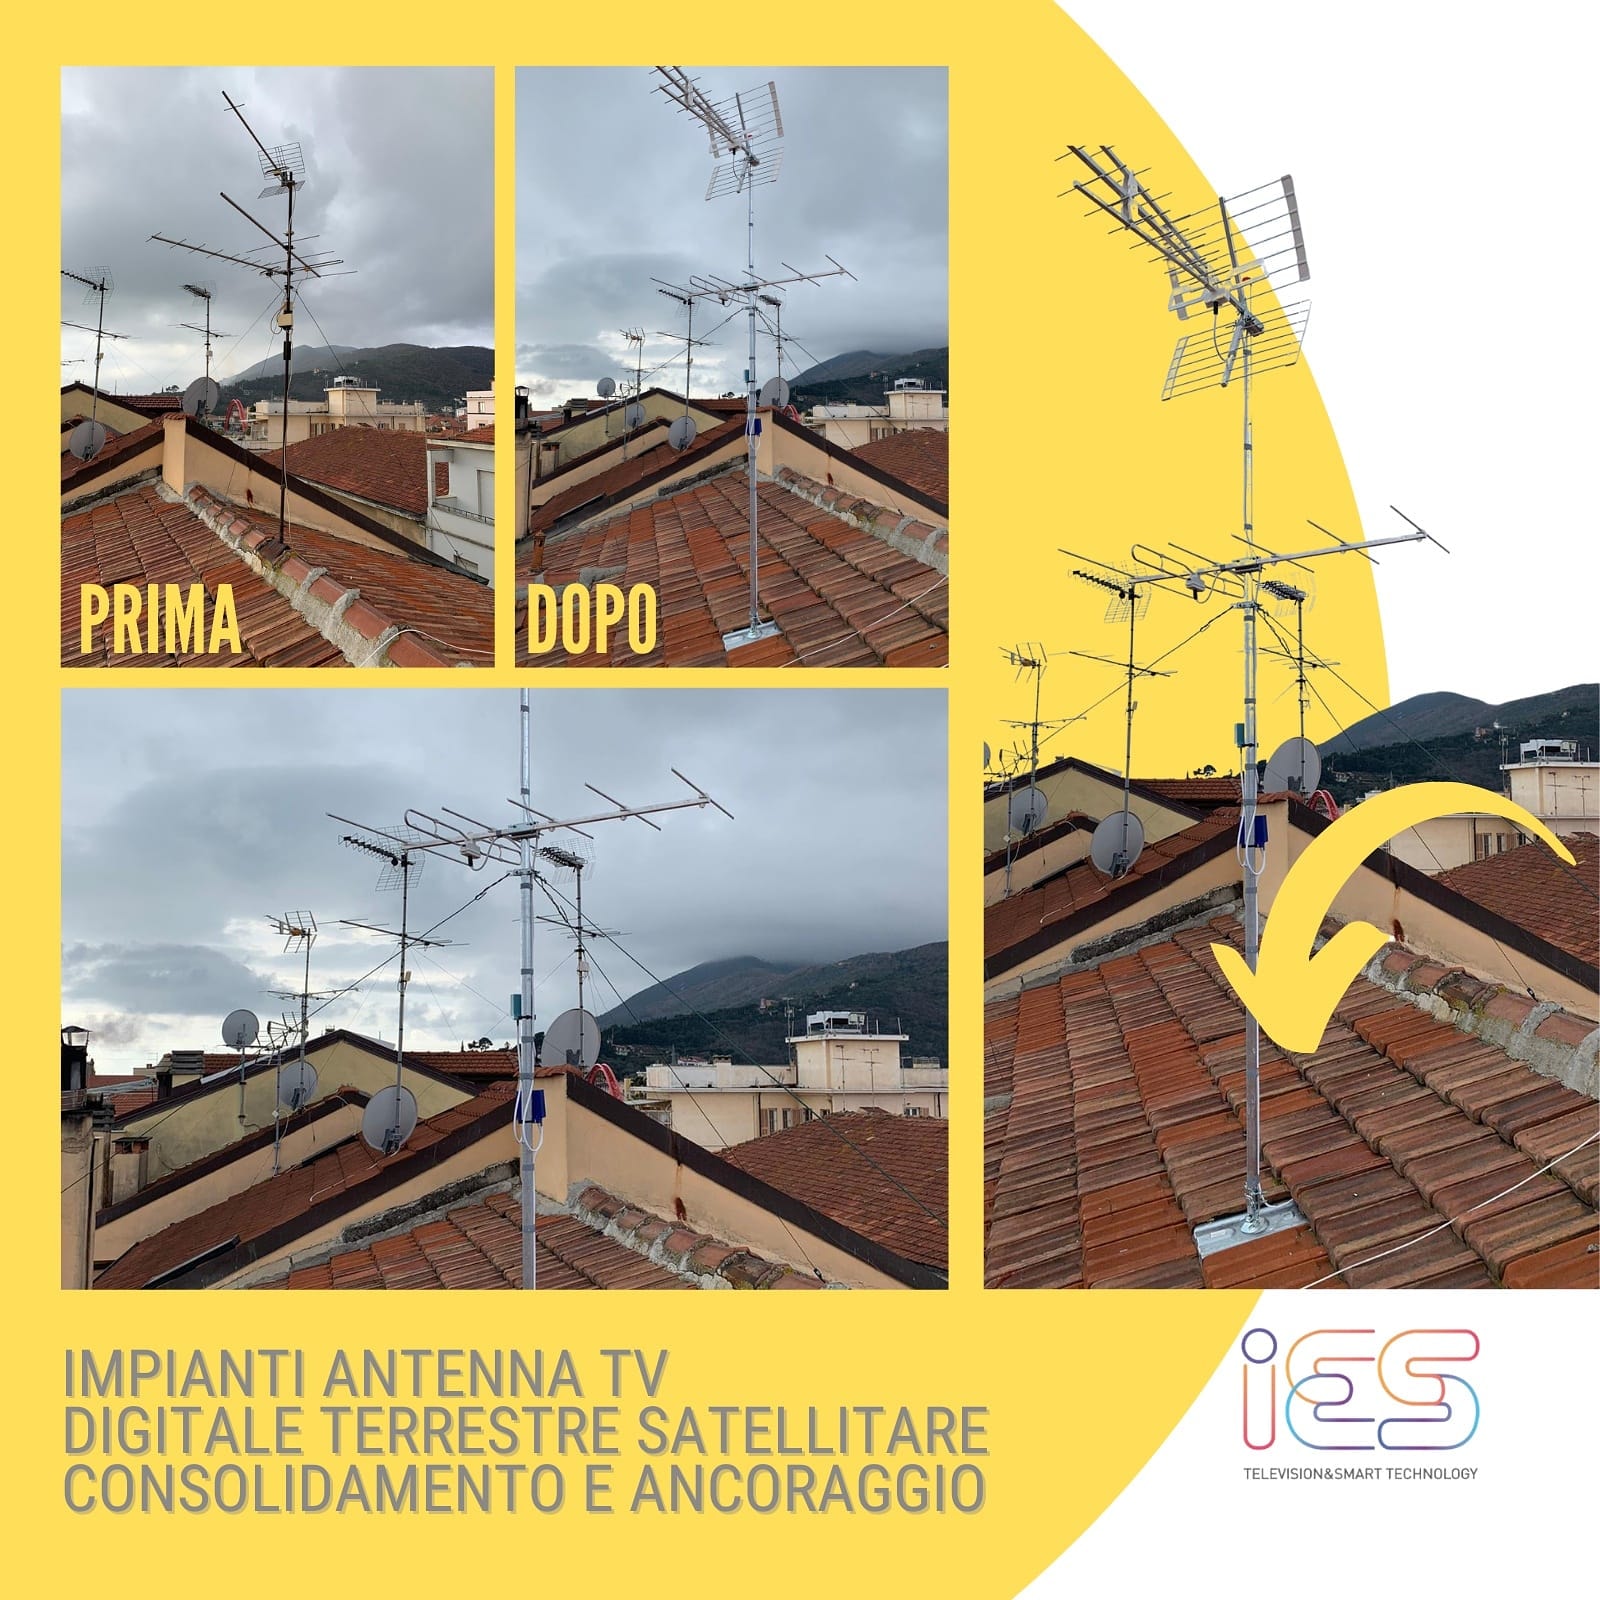 PRIMA
DOPO
IMPIANTI ANTENNA TV
DIGITALE TERRESTRE SATELLITARE
CONSOLIDAMENTO E ANCORAGGIO
iES
TELEVISION&SMART TECHNOLOGY